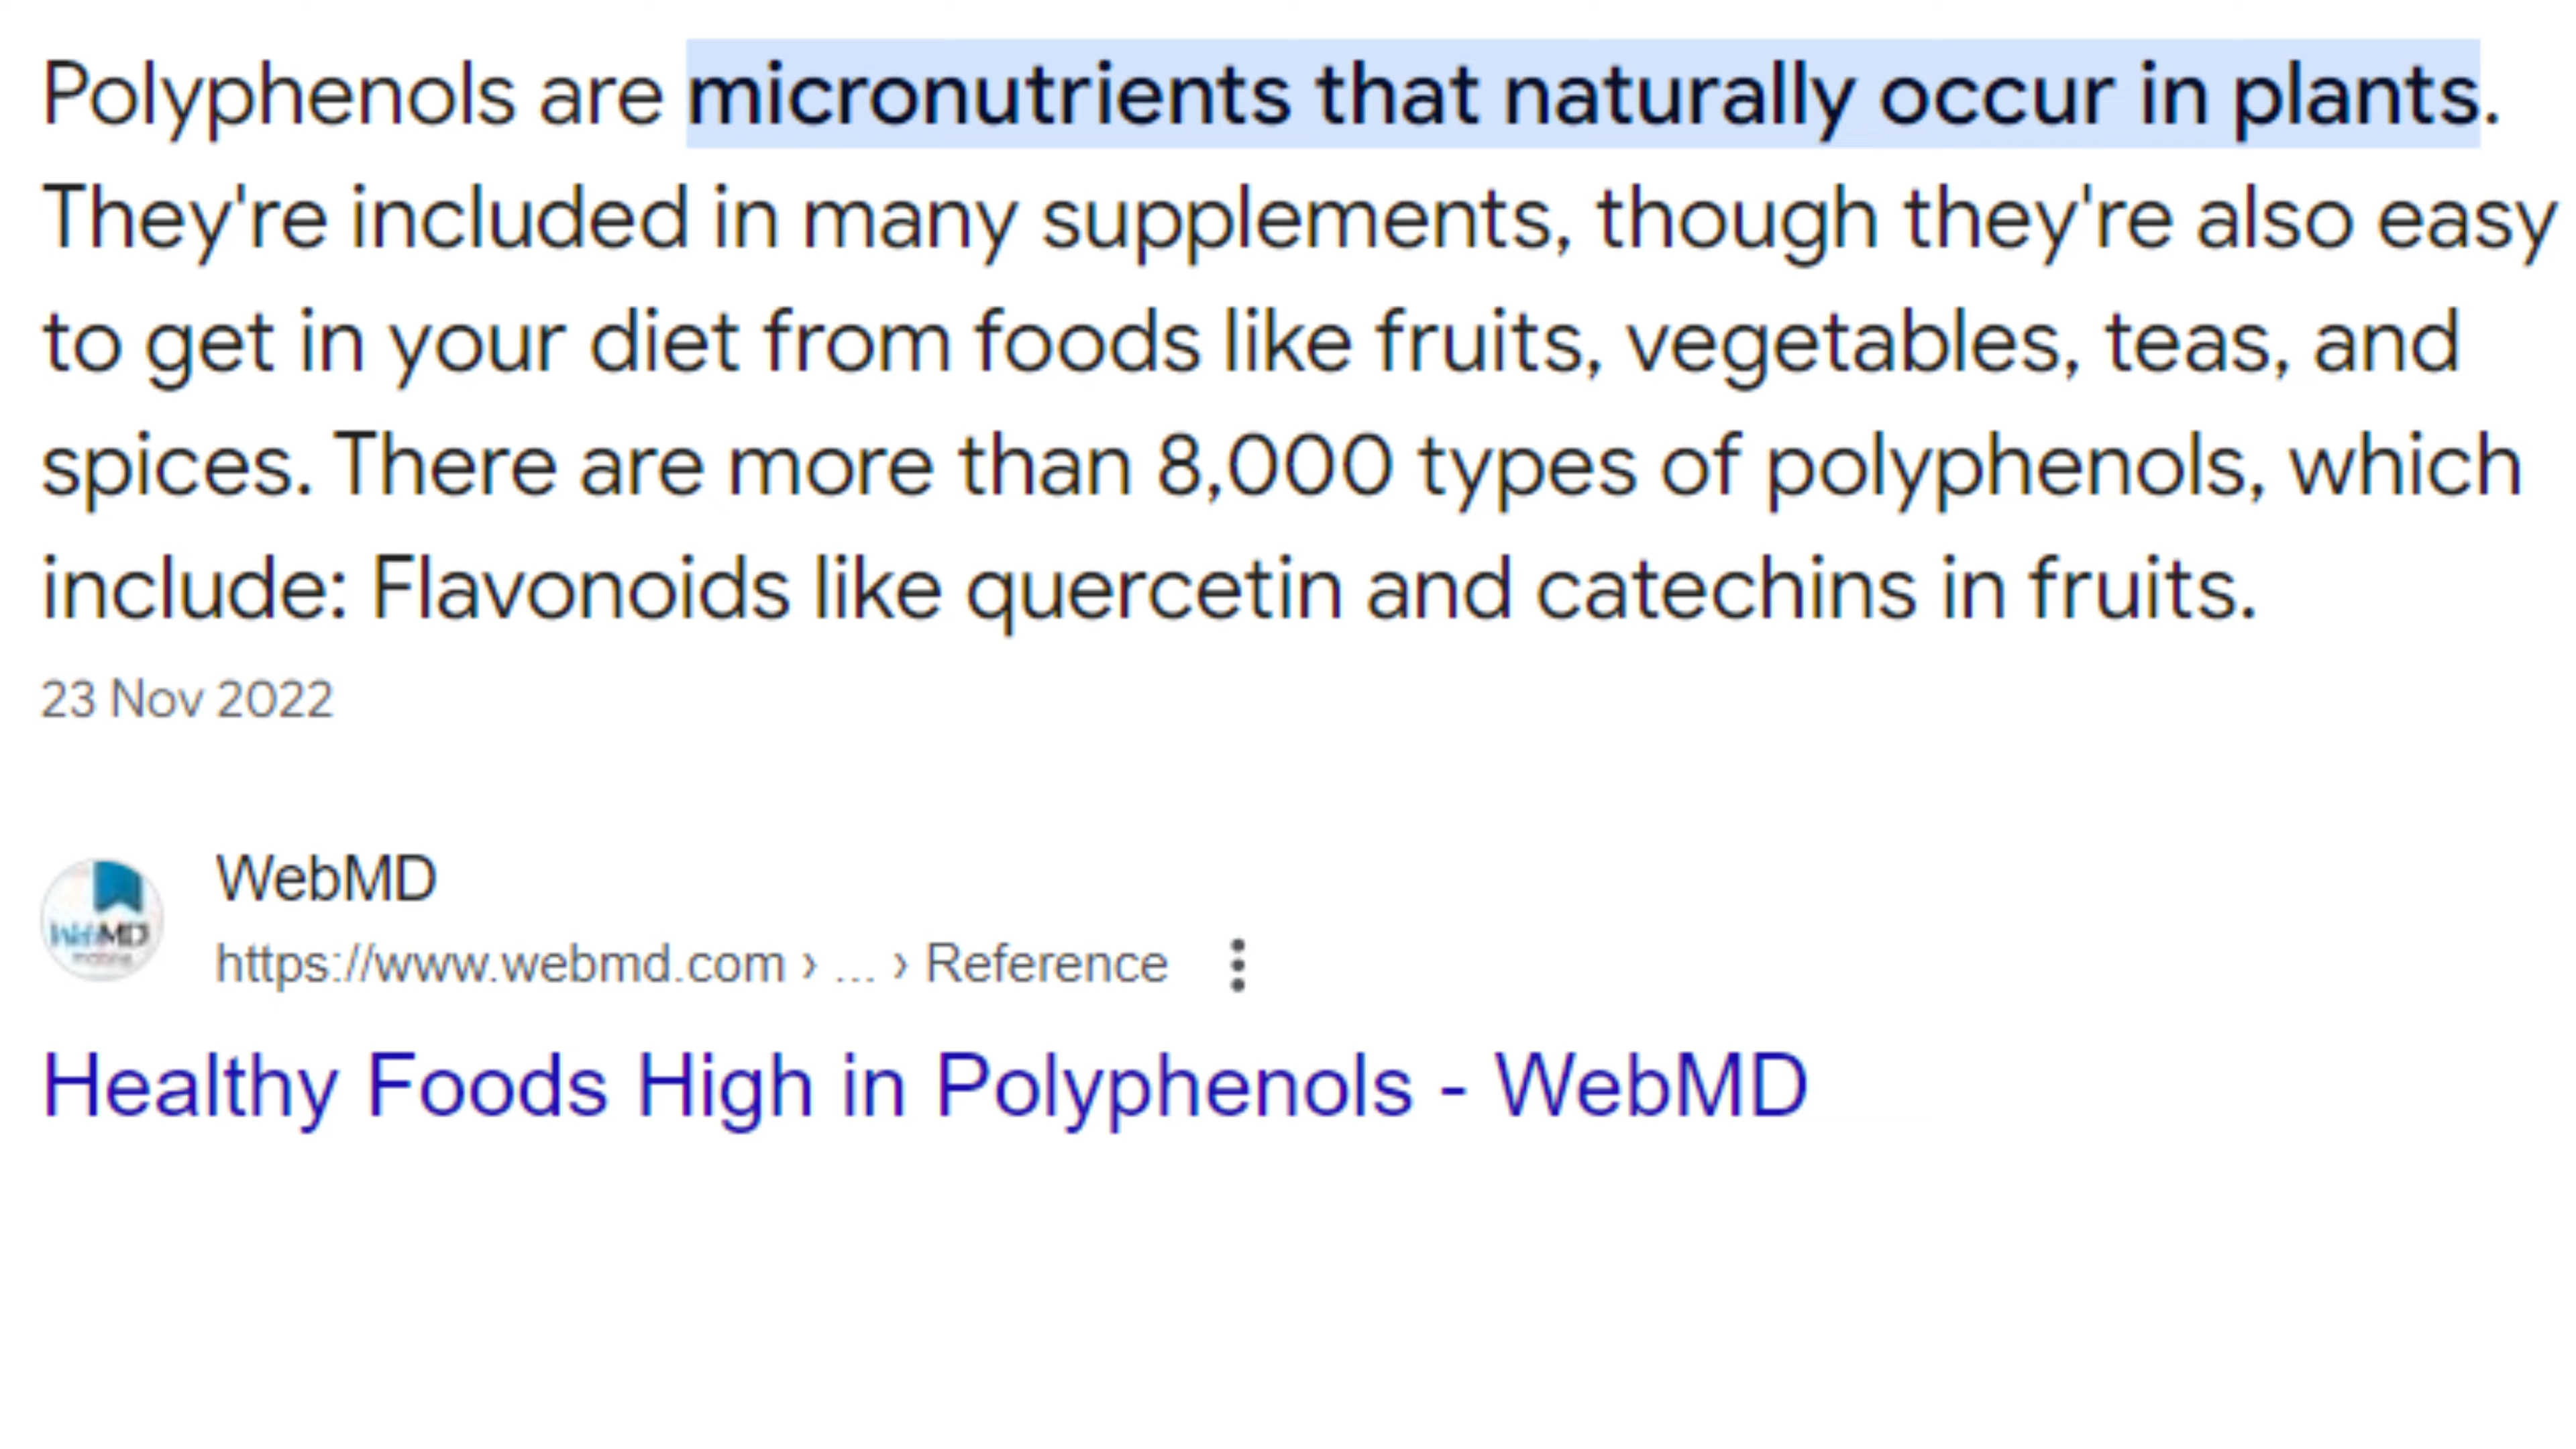 Polyphenols are micronutrients that naturally occur in plants.
They're included in many supplements, though they're also easy
to get in your diet from foods like fruits, vegetables, teas, and
spices. There are more than 8,000 types of polyphenols, which
include: Flavonoids like quercetin and catechins in fruits.
23 Nov 2022
WebMD
WebMD
https://www.webmd.com › ... › Reference
Healthy Foods High in Polyphenols - WebMD